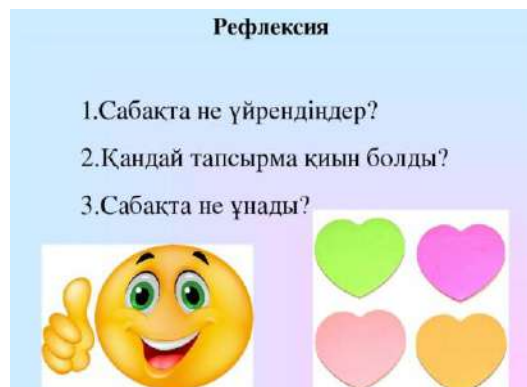 Рефлексия
1.Сабақта не үйрендіңдер?
2.Қандай тапсырма қиын болды?
3.Сабақта не ұнады?